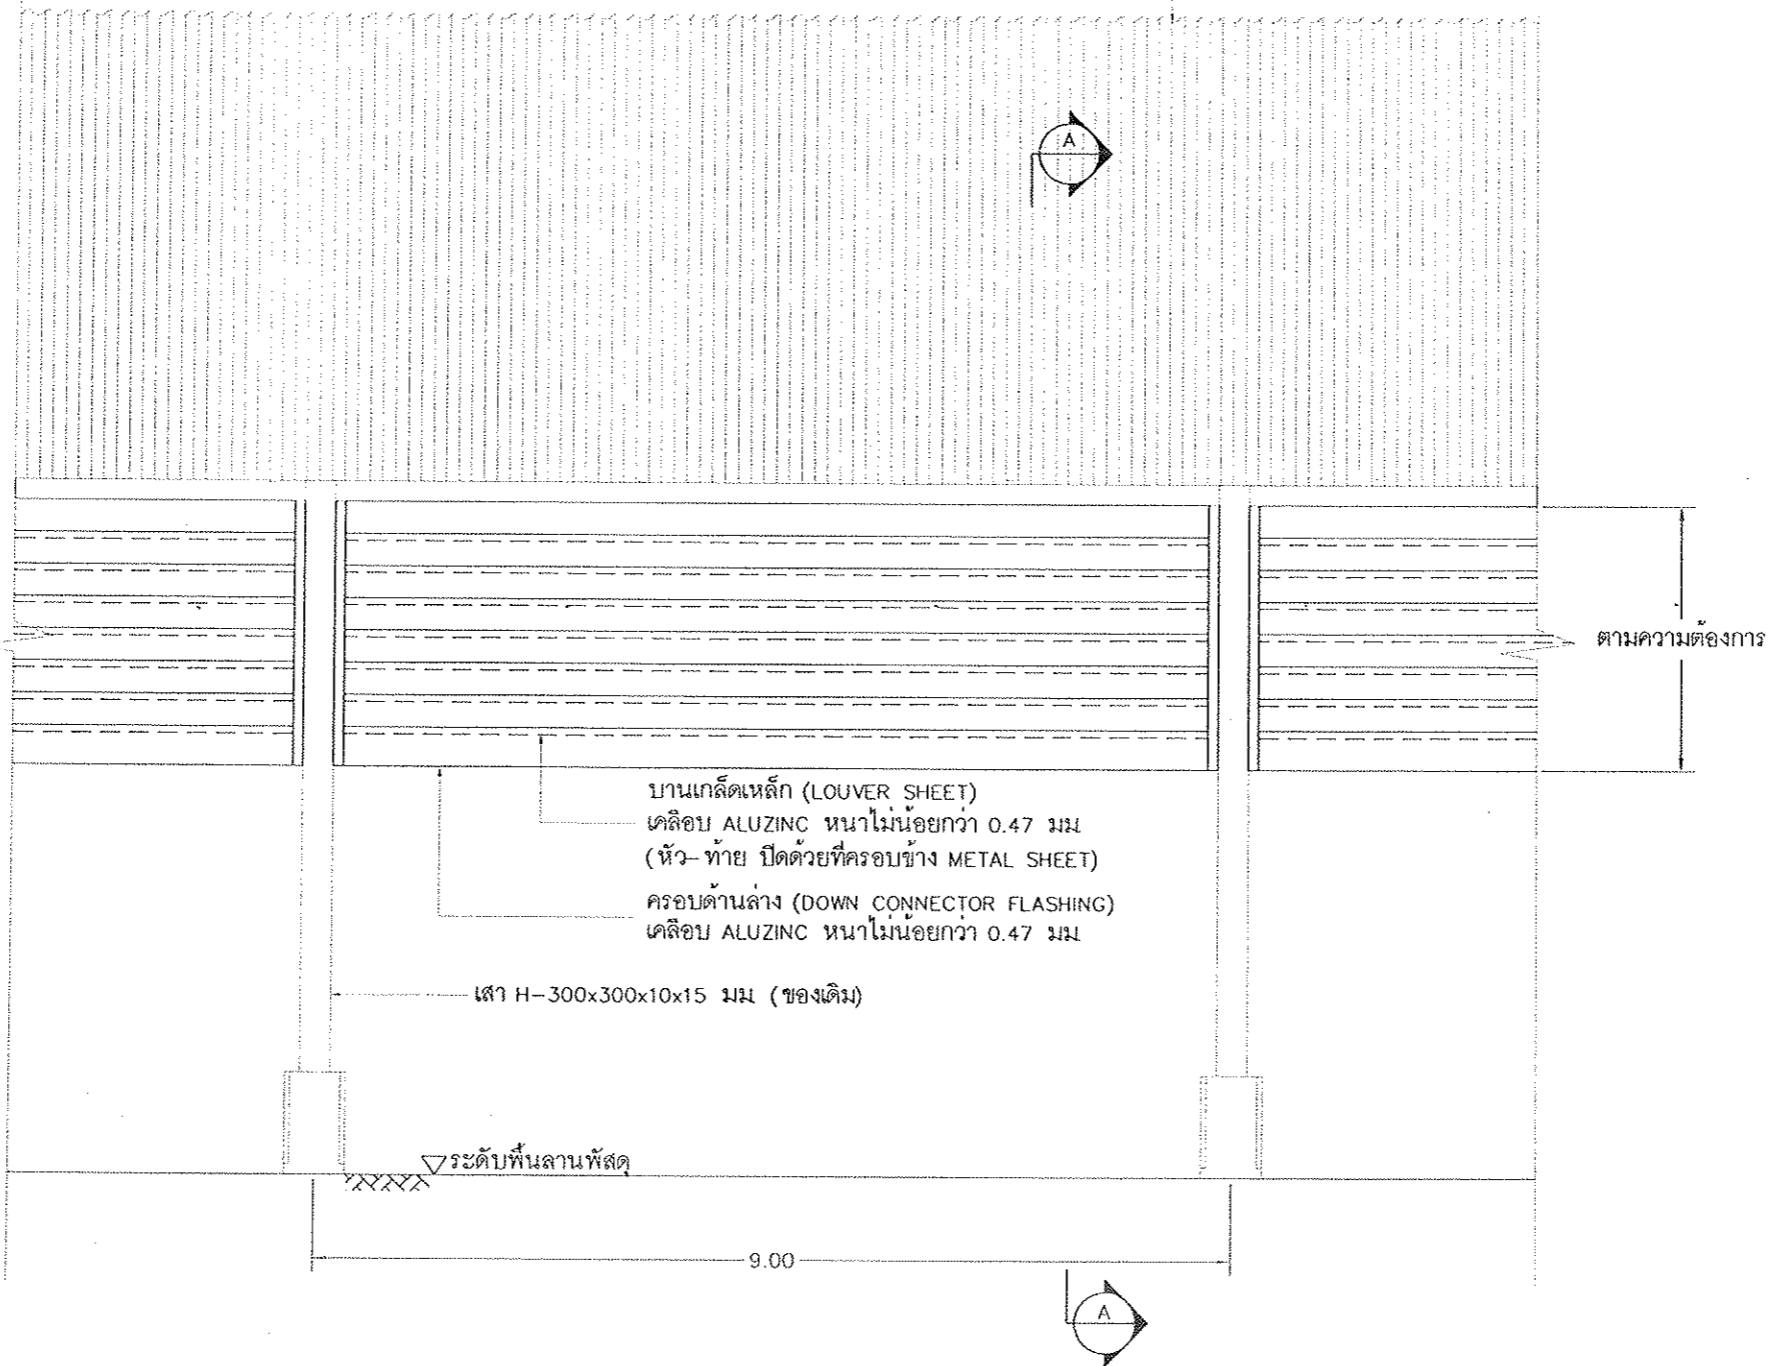 A
ตามความต้องการ
บานเกล็ดเหล็ก (LOUVER SHEET)
เคลือบ ALUZINC หนาไม่น้อยกว่า 0.47 มม.
(หัว-ท้าย ปิดด้วยที่ครอบข้าง METAL SHEET)
ครอบด้านล่าง (DOWN CONNECTOR FLASHING)
เคลือบ ALUZINC หนาไม่น้อยกว่า 0.47 มม.
เสา H-300x300x10x15 มม. (ของเดิม)
ระดับพื้นลานพัสดุ
9.00
A